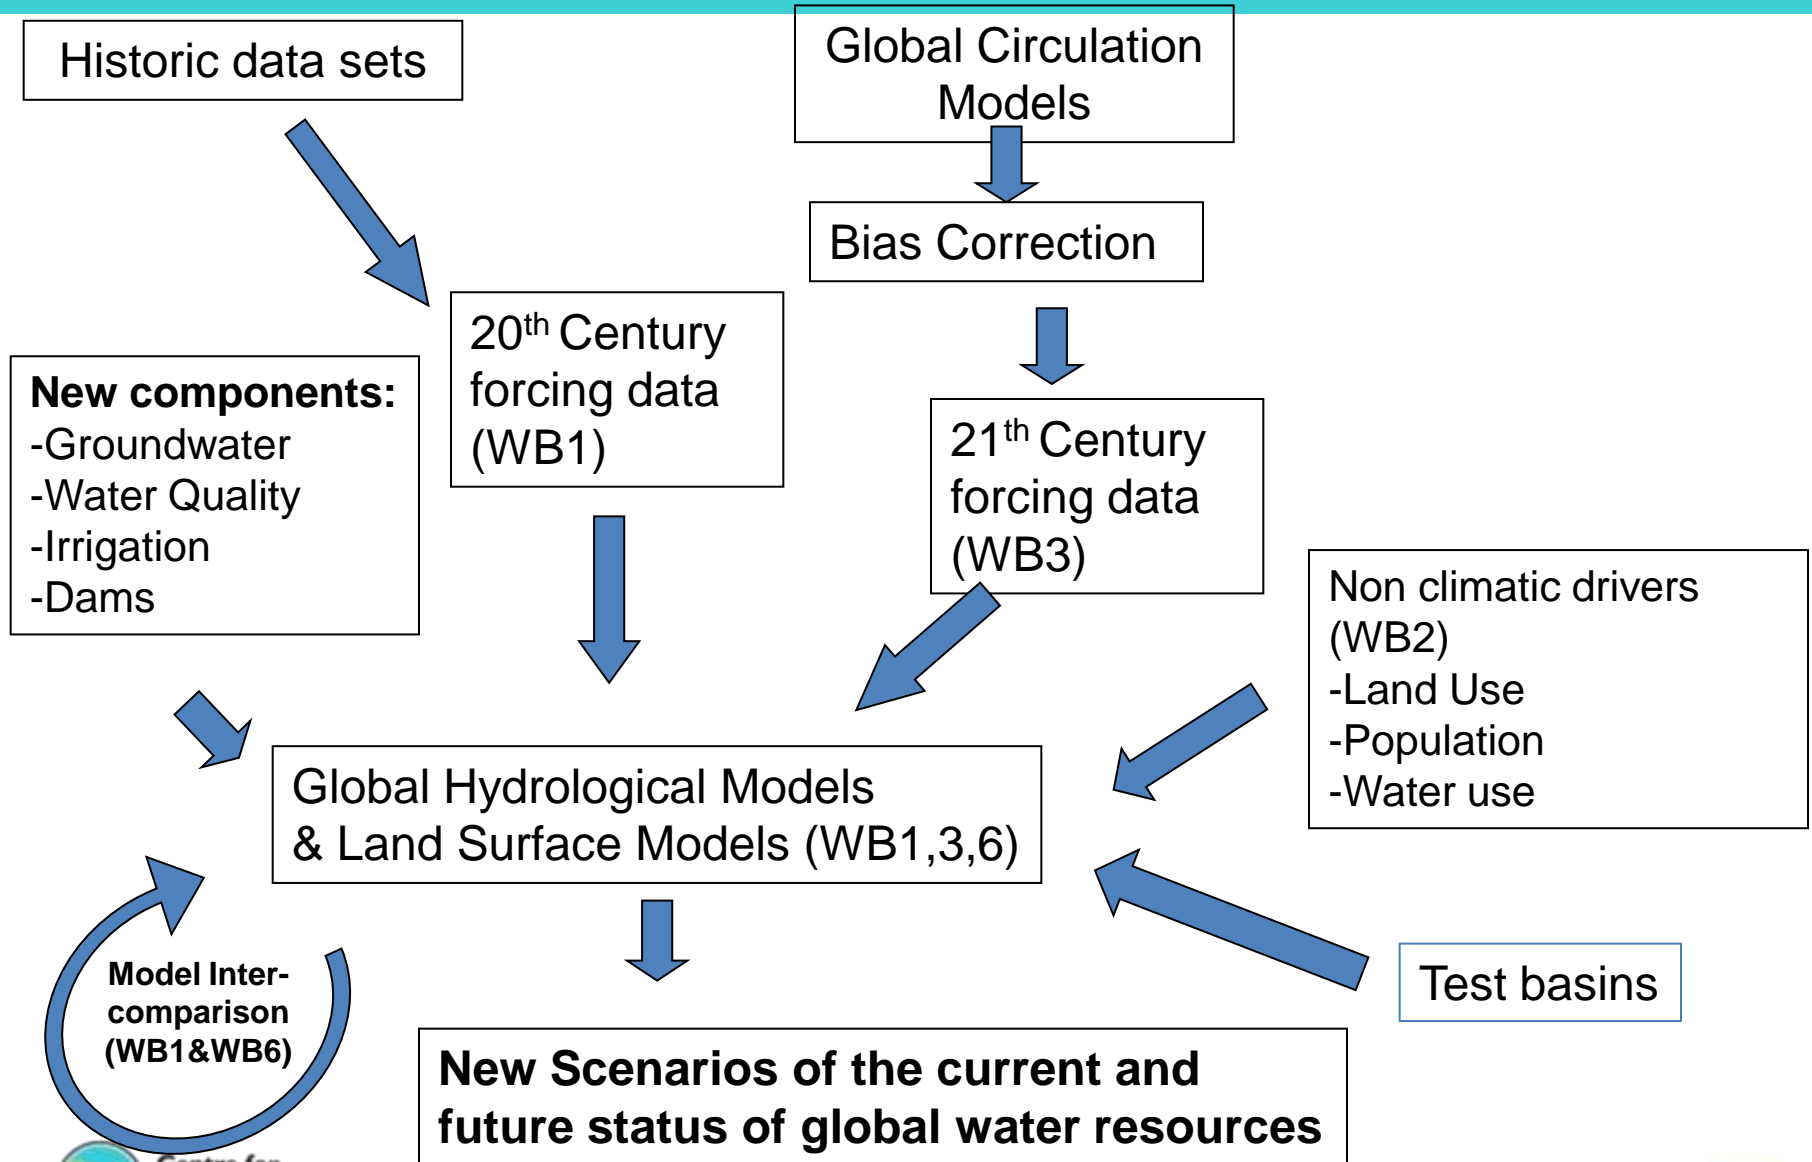 Historic data sets
Global Circulation
Models
Bias Correction
20th Century
forcing data
(WB1)
New components:
-Groundwater
-Water Quality
-Irrigation
-Dams
21th Century
forcing data
(WB3)
Non climatic drivers
(WB2)
-Land Use
-Population
-Water use
Global Hydrological Models
& Land Surface Models (WB1,3,6)
Model Inter-
comparison
(WB1&WB6)
Test basins
New Scenarios of the current and
future status of global water resources
Centre for